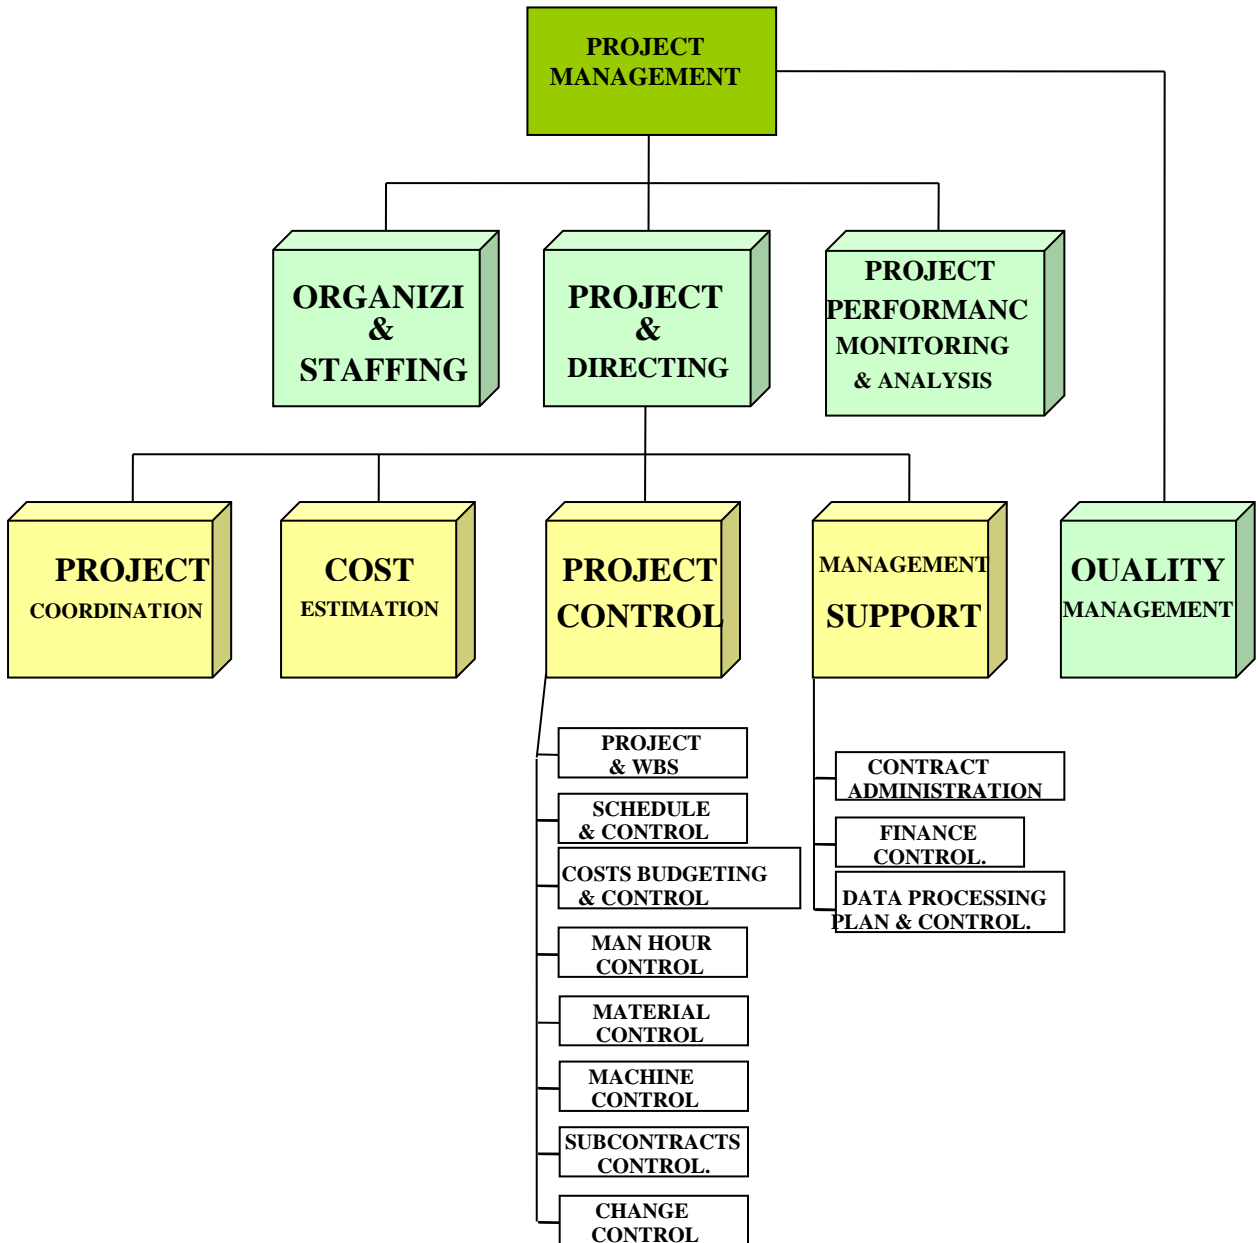 PROJECT
MANAGEMENT
ORGANIZI
&
STAFFING
PROJECT
&
DIRECTING
PROJECT
PERFORMANC
MONITORING
& ANALYSIS
PROJECT
COORDINATION
COST
ESTIMATION
PROJECT
CONTROL
MANAGEMENT
SUPPORT
OUALITY
MANAGEMENT
PROJECT
& WBS
SCHEDULE
& CONTROL
COSTS BUDGETING
& CONTROL
MAN HOUR
CONTROL
MATERIAL
CONTROL
MACHINE
CONTROL
SUBCONTRACTS
CONTROL.
CHANGE
CONTROL
CONTRACT
ADMINISTRATION
FINANCE
CONTROL.
DATA PROCESSING
PLAN & CONTROL.